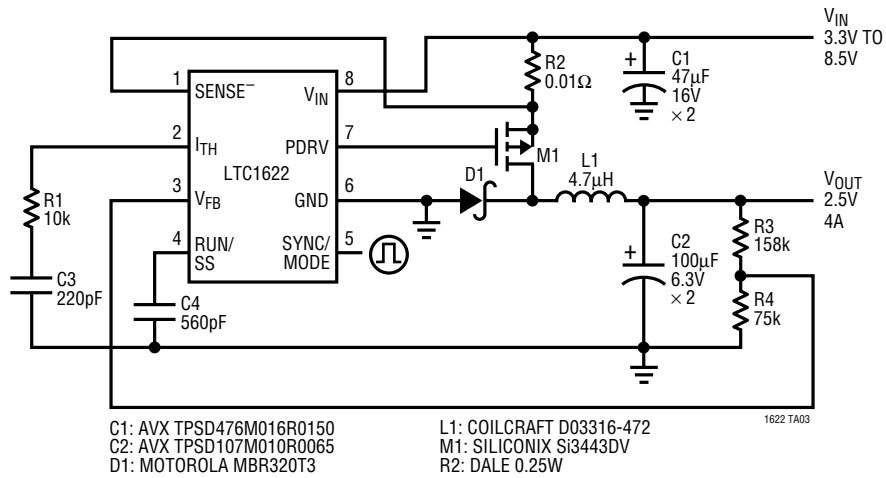 VIN
3.3V TO
8.5V
R2
0.01Ω
+
C1
47µF
16V
× 2
1
SENSE–
8
VIN
2
ITH
7
PDRV
M1
LTC1622
3
VFB
6
GND
D1
L1
4.7µH
VOUT
2.5V
4A
R1
10k
4
RUN/
SS
5
SYNC/
MODE
+
C2
100µF
6.3V
× 2
R3
158k
C3
220pF
C4
560pF
R4
75k
1622 TA03
C1: AVX TPSD476M016R0150
C2: AVX TPSD107M010R0065
D1: MOTOROLA MBR320T3
L1: COILCRAFT D03316-472
M1: SILICONIX Si3443DV
R2: DALE 0.25W